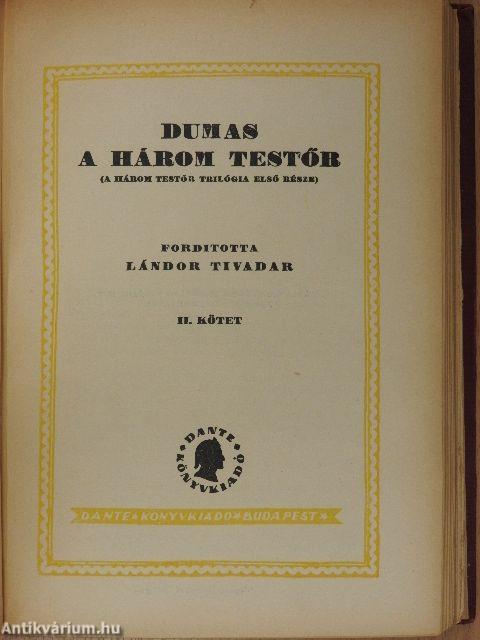 DUMAS
A HÁROM TESTŐR
(A HÁROM TESTŐR TRILÓGIA ELSŐ RÉSZE)
FORDITOTTA
LÁNDOR TIVADAR
II. KÖTET
DANTE
KÖNYVKIADÓ
DANTE KÖNYVKIADÓ BUDAPEST
Antikvárium.hu